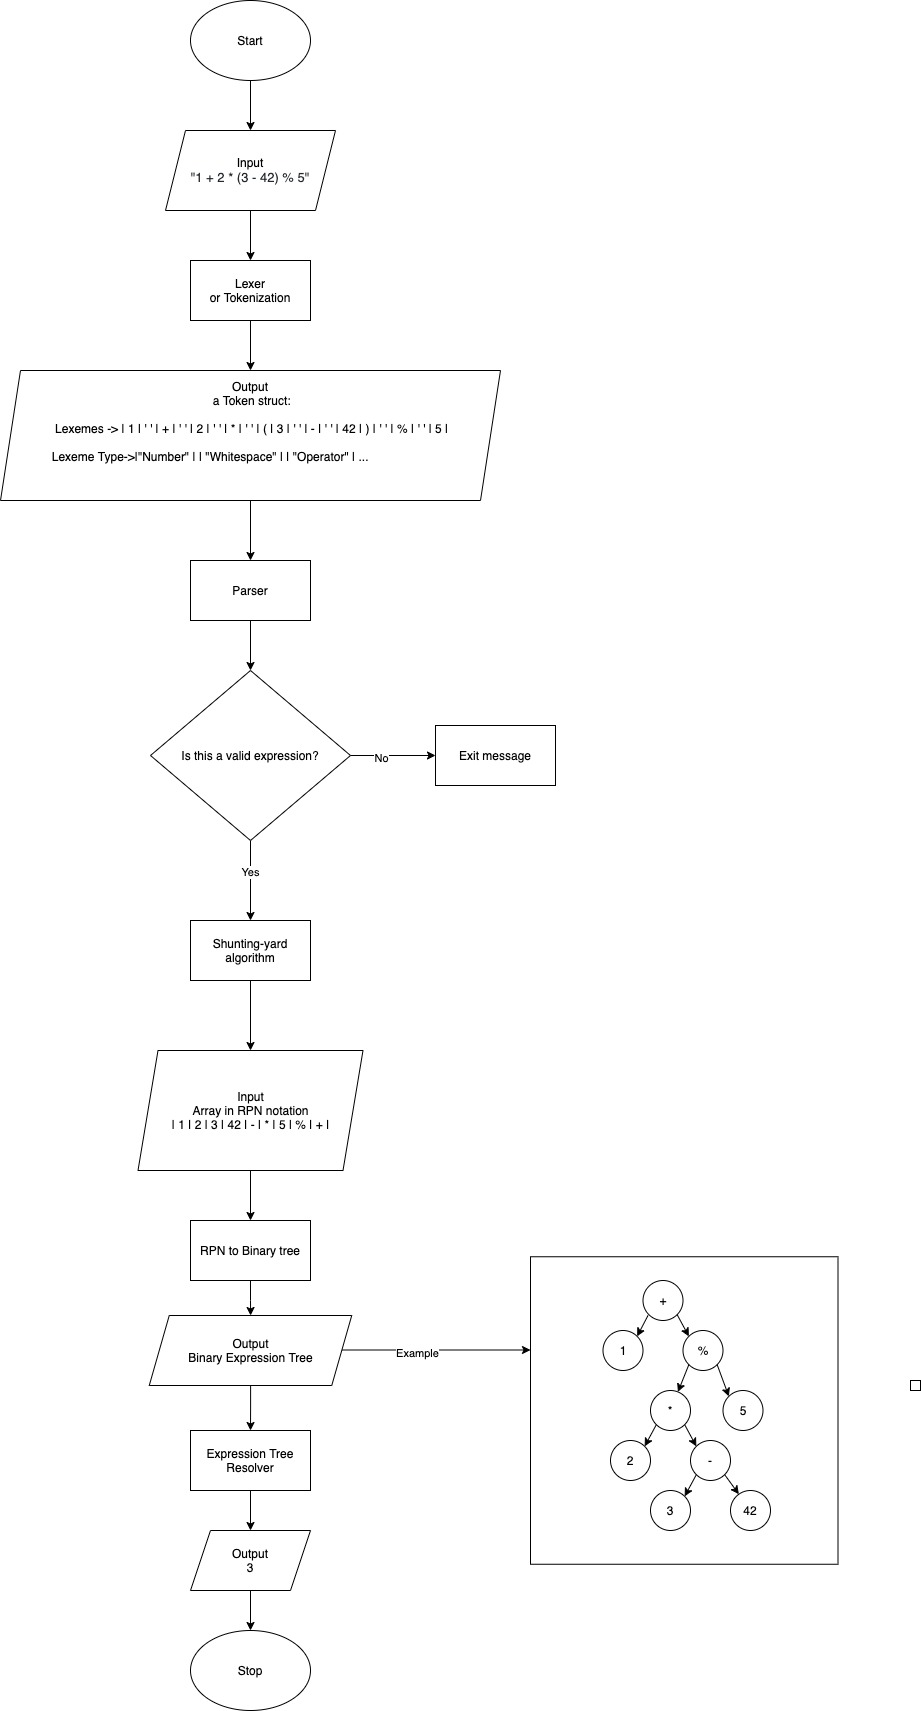 Start
Input
"1 + 2 * (3 - 42) % 5"
Lexer
or Tokenization
Output
a Token struct:
Lexemes -> | 1 | ' ' | + | ' ' | 2 | ' ' | * | ' ' | ( | 3 | ' ' | - | ' ' | 42 | ) | ' ' | % | ' ' | 5 |
Lexeme Type->|"Number" | | "Whitespace" | | "Operator" | ...
Parser
Is this a valid expression?
No
Exit message
Yes
Shunting-yard
algorithm
Input
Array in RPN notation
| 1 | 2 | 3 | 42 | - | * | 5 | % | + |
RPN to Binary tree
Output
Binary Expression Tree
Example
+
1
%
*
5
2
-
3
42
Expression Tree
Resolver
Output
3
Stop